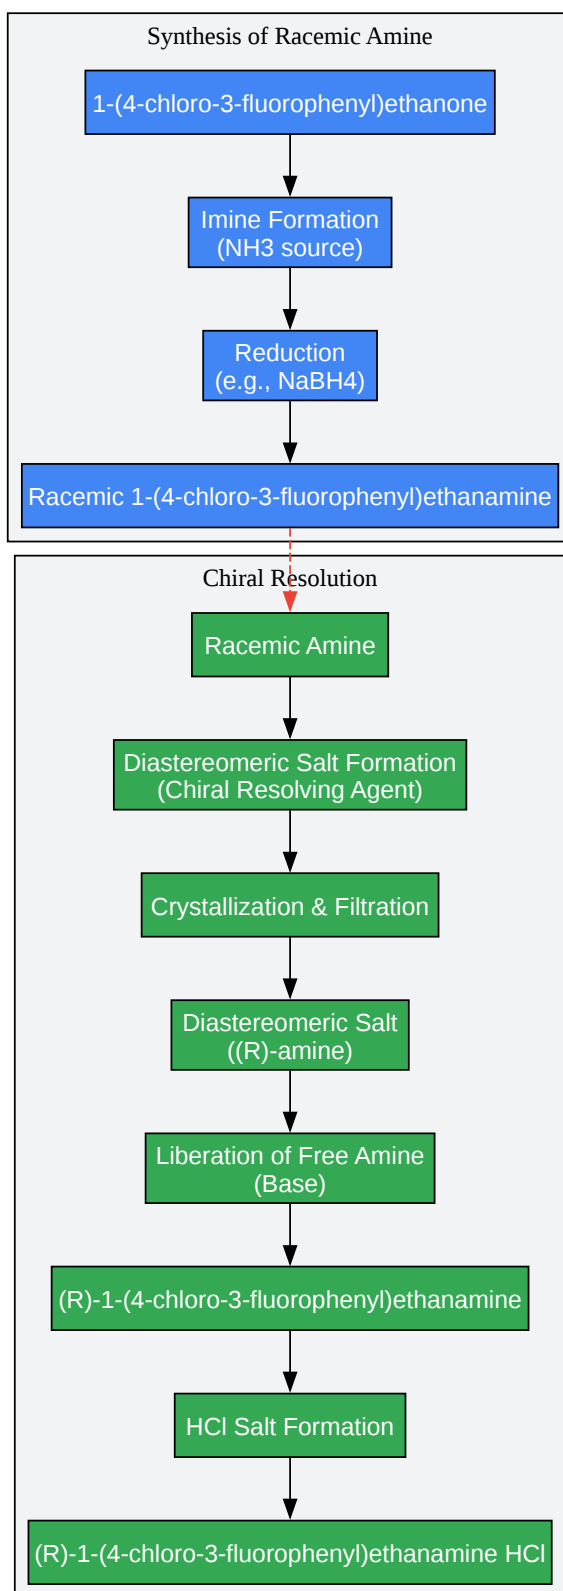 Synthesis of Racemic Amine
1-(4-chloro-3-fluorophenyl)ethanone
Imine Formation
(NH3 source)
Reduction
(e.g., NaBH4)
Racemic 1-(4-chloro-3-fluorophenyl)ethanamine
Chiral Resolution
Racemic Amine
Diastereomeric Salt Formation
(Chiral Resolving Agent)
Crystallization & Filtration
Diastereomeric Salt
((R)-amine)
Liberation of Free Amine
(Base)
(R)-1-(4-chloro-3-fluorophenyl)ethanamine
HCl Salt Formation
(R)-1-(4-chloro-3-fluorophenyl)ethanamine HCl